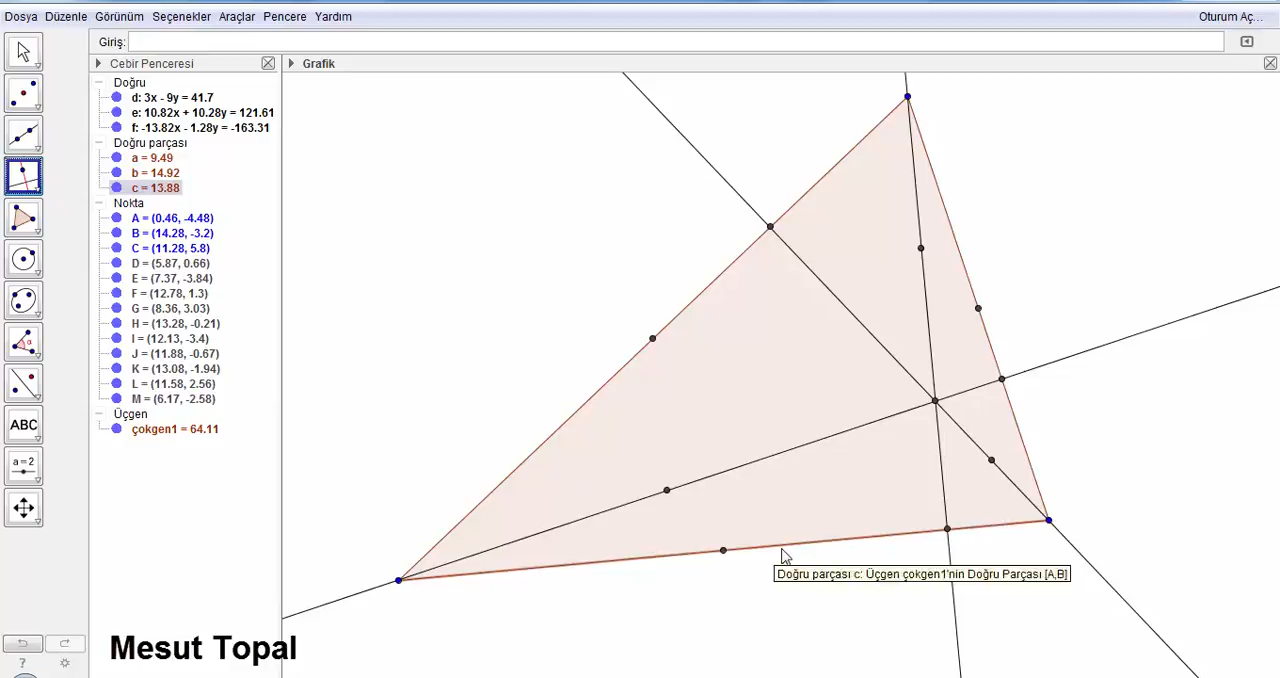 Dosya Düzenle Görünüm Seçenekler Araçlar Pencere Yardım
Oturum Aç...
Giriş:
Cebir Penceresi
Grafik
Doğru
d: 3x - 9y = 41.7
e: 10.82x + 10.28y = 121.61
f: -13.82x - 1.28y = -163.31
Doğru parçası
a = 9.49
b = 14.92
c = 13.88
Nokta
A = (0.46, -4.48)
B = (14.28, -3.2)
C = (11.28, 5.8)
D = (5.87, 0.66)
E = (7.37, -3.84)
F = (12.78, 1.3)
G = (8.36, 3.03)
H = (13.28, -0.21)
I = (12.13, -3.4)
J = (11.88, -0.67)
K = (13.08, -1.94)
L = (11.58, 2.56)
M = (6.17, -2.58)
Üçgen
çokgen1 = 64.11
α
ABC
a=2
Doğru parçası c: Üçgen çokgen1'nin Doğru Parçası [A,B]
?
Mesut Topal